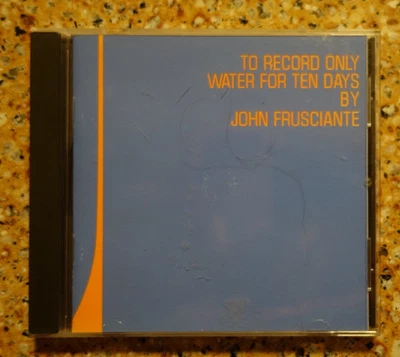 TO RECORD ONLY
WATER FOR TEN DAYS
BY
JOHN FRUSCIANTE